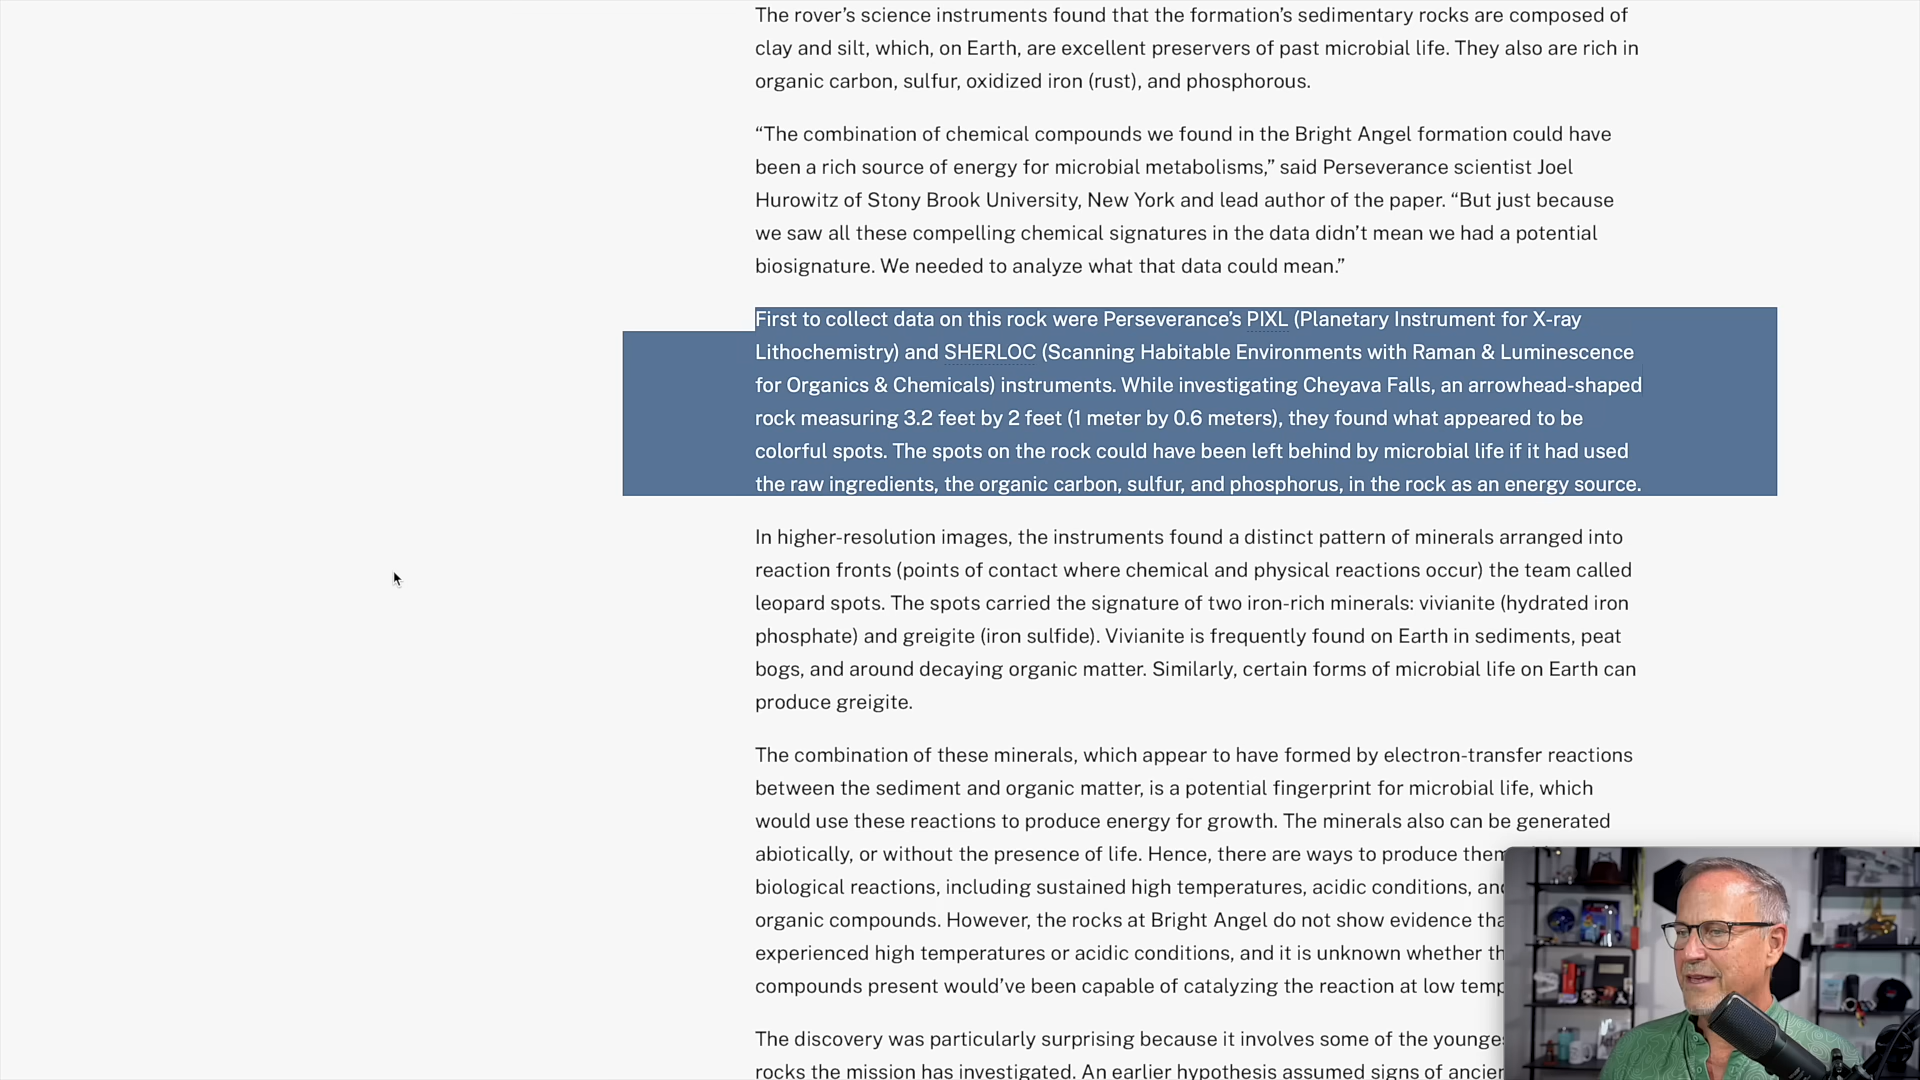 The rover’s science instruments found that the formation’s sedimentary rocks are composed of
clay and silt, which, on Earth, are excellent preservers of past microbial life. They also are rich in
organic carbon, sulfur, oxidized iron (rust), and phosphorous.
“The combination of chemical compounds we found in the Bright Angel formation could have
been a rich source of energy for microbial metabolisms,” said Perseverance scientist Joel
Hurowitz of Stony Brook University, New York and lead author of the paper. “But just because
we saw all these compelling chemical signatures in the data didn’t mean we had a potential
biosignature. We needed to analyze what that data could mean.”
First to collect data on this rock were Perseverance’s PIXL (Planetary Instrument for X-ray
Lithochemistry) and SHERLOC (Scanning Habitable Environments with Raman & Luminescence
for Organics & Chemicals) instruments. While investigating Cheyava Falls, an arrowhead-shaped
rock measuring 3.2 feet by 2 feet (1 meter by 0.6 meters), they found what appeared to be
colorful spots. The spots on the rock could have been left behind by microbial life if it had used
the raw ingredients, the organic carbon, sulfur, and phosphorus, in the rock as an energy source.
In higher-resolution images, the instruments found a distinct pattern of minerals arranged into
reaction fronts (points of contact where chemical and physical reactions occur) the team called
leopard spots. The spots carried the signature of two iron-rich minerals: vivianite (hydrated iron
phosphate) and greigite (iron sulfide). Vivianite is frequently found on Earth in sediments, peat
bogs, and around decaying organic matter. Similarly, certain forms of microbial life on Earth can
produce greigite.
The combination of these minerals, which appear to have formed by electron-transfer reactions
between the sediment and organic matter, is a potential fingerprint for microbial life, which
would use these reactions to produce energy for growth. The minerals also can be generated
abiotically, or without the presence of life. Hence, there are ways to produce them
biological reactions, including sustained high temperatures, acidic conditions, and
organic compounds. However, the rocks at Bright Angel do not show evidence
experienced high temperatures or acidic conditions, and it is unknown whether
compounds present would’ve been capable of catalyzing the reaction at low
The discovery was particularly surprising because it involves some of the
rocks the mission has investigated. An earlier hypothesis assumed signs of